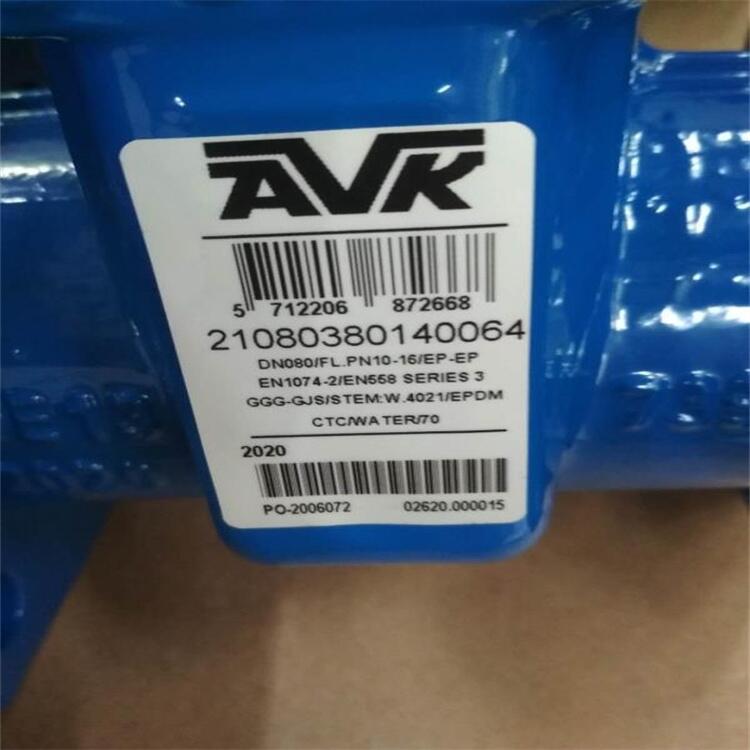 AVK
5 712206 872668
21080380140064
DN080/FL.PN10-16/EP-EP
EN1074-2/EN558 SERIES 3
GGG-GJS/STEM:W.4021/EPDM
CTC/WATER/70
2020
PO-2006072 02620.000015